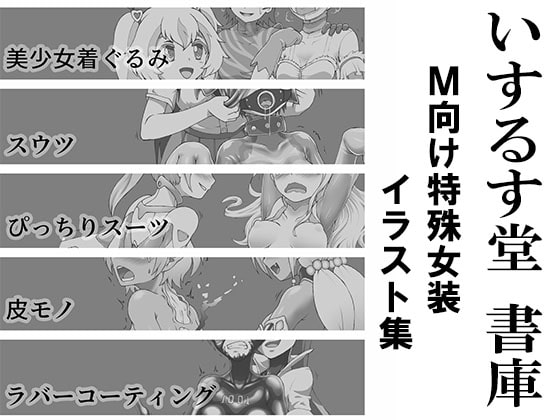 いするす堂 書庫
M向け特殊女装
イラスト集
美少女着ぐるみ
スウツ
ぴっちりスーツ
皮モノ
ラバーコーティング